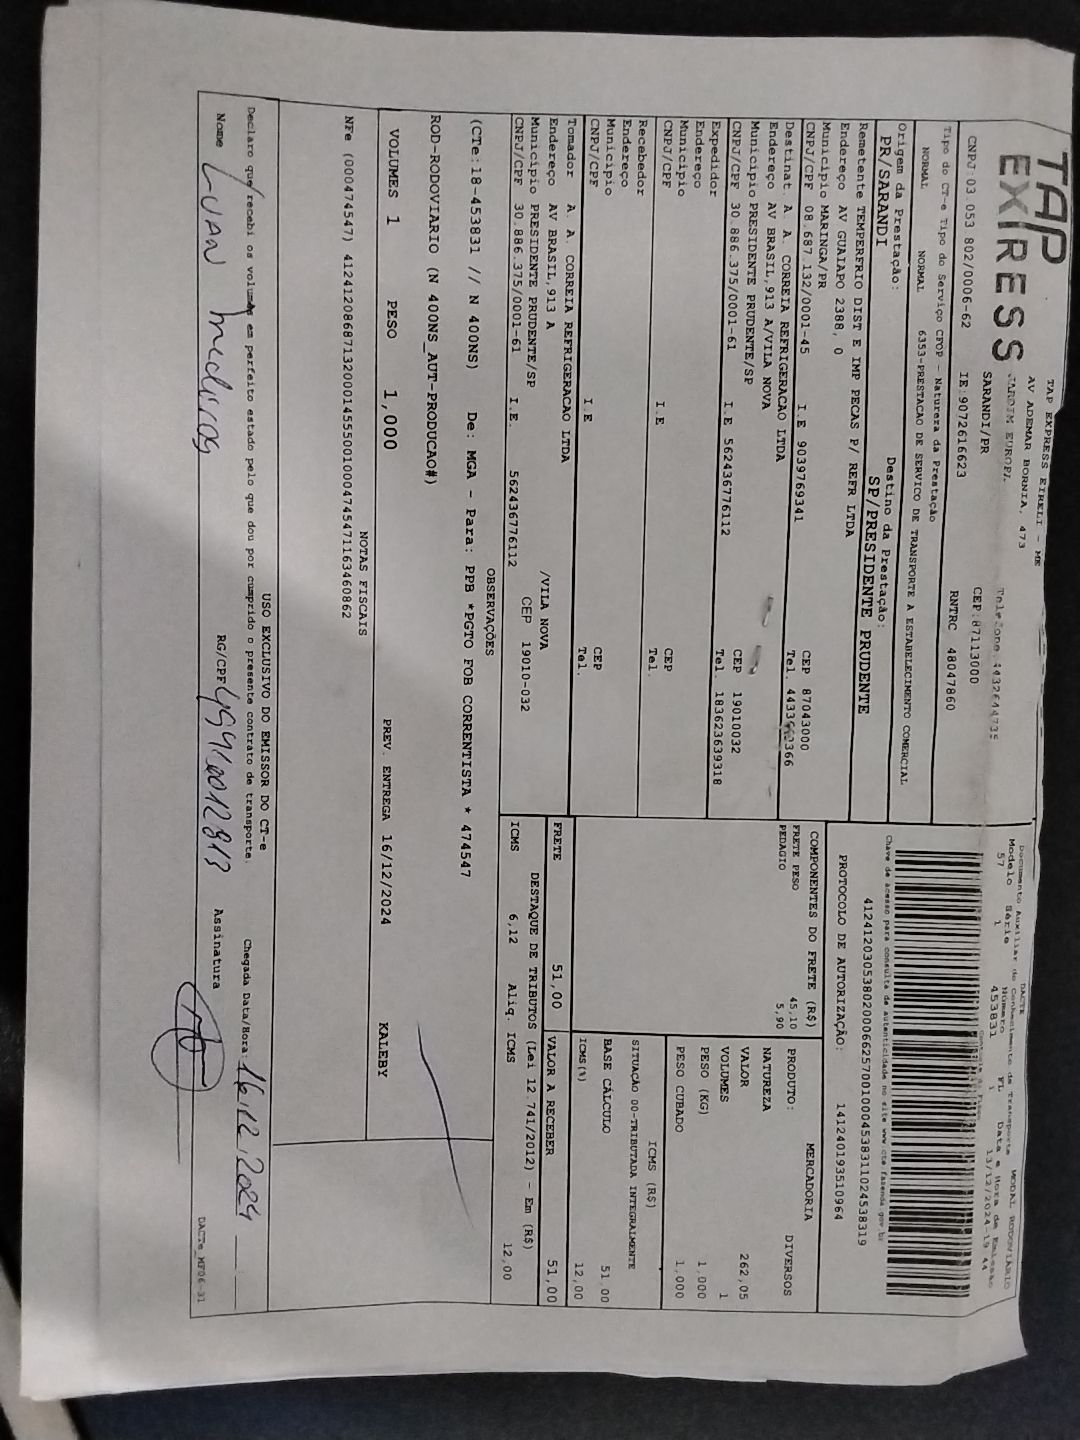 TAP EXPRESS
TAP EXPRESS EIRELI - ME
AV ADEMAR BORNIA, 473
JARDIM EUROPA
SARANDI/PR
CEP: 87113000
CNPJ: 03 053 802/0006-62
IE: 9072616623
RNTRC 48047860
DACTE
Documento Auxiliar do Conhecimento de Transporte
MODAL RODOVIÁRIO
Modelo Série Número FL Data e Hora de Emissão
57 1 453831 1 13/12/2024-19 44
Chave de acesso para consulta de autenticidade no site www cte fazenda gov.br
PROTOCOLO DE AUTORIZAÇÃO: 141240193510964
Tipo do CT-e Tipo do Serviço CFOP - Natureza da Prestação
NORMAL NORMAL 6353-PRESTACAO DE SERVICO DE TRANSPORTE A ESTABELECIMENTO COMERCIAL
Origem da Prestação: Destino da Prestação:
PR/SARANDI SP/PRESIDENTE PRUDENTE
Remetente TEMPERFRIO DIST E IMP PECAS P/ REFR LTDA
Endereço AV GUAIAPO 2388, 0
Municipio MARINGA/PR CEP 87043000
CNPJ/CPF 08.687.132/0001-45 I.E 9039769341 Tel.
Destinat. A. A. CORREIA REFRIGERACAO LTDA
Endereço AV BRASIL,913 A/VILA NOVA
Municipio PRESIDENTE PRUDENTE/SP CEP 19010032
CNPJ/CPF 30.886.375/0001-61 I.E 562436776112 Tel. 183623639318
Expedidor
Endereço
Municipio CEP
CNPJ/CPF I.E Tel.
Recebedor
Endereço
Municipio CEP
CNPJ/CPF I.E Tel.
Tomador A. A. CORREIA REFRIGERACAO LTDA
Endereço AV BRASIL,913 A /VILA NOVA
Municipio PRESIDENTE PRUDENTE/SP CEP 19010-032
CNPJ/CPF 30.886.375/0001-61 I.E. 562436776112
COMPONENTES DO FRETE (R$)
FRETE PESO 45,10
PEDAGIO 5,90
PRODUTO: MERCADORIA
NATUREZA DIVERSOS
VALOR 262,05
VOLUMES 1
PESO (KG) 1,000
PESO CUBADO 1,000
ICMS (R$)
SITUAÇÃO 00-TRIBUTADA INTEGRALMENTE
BASE CÁLCULO 51,00
ICMS(%) 12,00
FRETE 51,00 VALOR A RECEBER 51,00
DESTAQUE DE TRIBUTOS (Lei 12.741/2012) - Em (R$)
ICMS 6,12 Aliq. ICMS 12,00
OBSERVAÇÕES
(CTe:18-453831 // N 400NS) De: MGA - Para: PPB *PGTO FOB CORRENTISTA * 474547
ROD-RODOVIARIO (N 400NS_AUT-PRODUCAO#)
VOLUMES 1 PESO 1,000 PREV. ENTREGA 16/12/2024 KALEBY
NOTAS FISCAIS
USO EXCLUSIVO DO EMISSOR DO CT-e
Declaro que recebi os volumes em perfeito estado pelo que dou por cumprido o presente contrato de transporte.
Chegada Data/Hora: 16/12/2024
Nome LUAN Medeiros RG/CPF Assinatura
DACTe_MF06-31